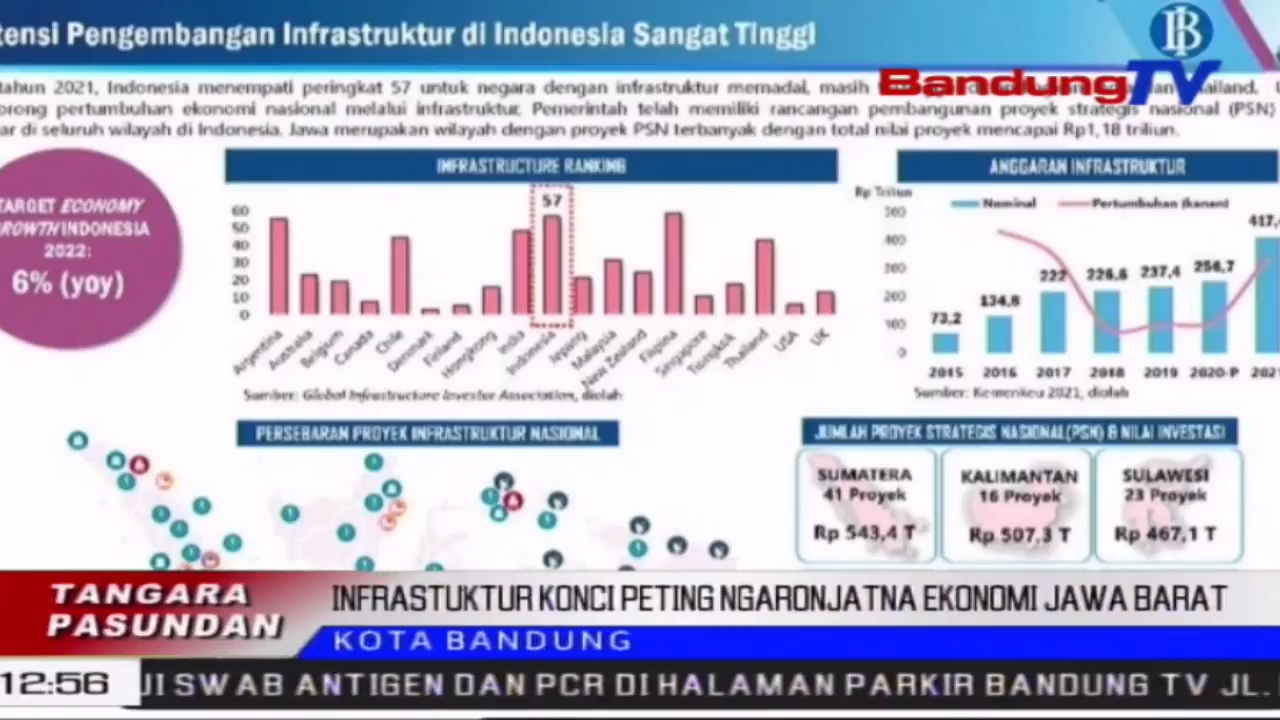 tensi Pengembangan Infrastruktur di Indonesia Sangat Tinggi
BandungTV
tahun 2021, Indonesia menempati peringkat 57 untuk negara dengan infrastruktur memadai, masih
orong pertumbuhan ekonomi nasional melalui infrastruktur, Pemerintah telah memiliki rancangan pembangunan proyek strategis nasional (PSN)
ar di seluruh wilayah di Indonesia. Jawa merupakan wilayah dengan proyek PSN terbanyak dengan total nilai proyek mencapai Rp1,18 triliun.
TARGET ECONOMY
ROWTH INDONESIA
2022:
6% (yoy)
INFRASTRUCTURE RANKING
57
60
50
40
30
20
10
0
Argentina
Australia
Belgium
Canada
Chile
Denmark
Finland
Hongkong
India
Indonesia
Jepang
Malaysia
New Zealand
Filipina
Singapore
Tiongkok
Thailand
USA
UK
Sumber: Global Infrastructure Investor Association, diolah
ANGGARAN INFRASTRUKTUR
Rp Triliun
Nominal
Pertumbuhan (kanan)
500
400
300
200
100
0
73,2
134,8
222
226,6
237,4
256,7
417,
2015
2016
2017
2018
2019
2020-P
2021
Sumber: Kemenkeu 2021, diolah
PERSEBARAN PROYEK INFRASTRUKTUR NASIONAL
JUMLAH PROYEK STRATEGIS NASIONAL(PSN) & NILAI INVESTASI
SUMATERA
41 Proyek
Rp 543,4 T
KALIMANTAN
16 Proyek
Rp 507,3 T
SULAWESI
23 Proyek
Rp 467,1 T
TANGARA
PASUNDAN
INFRASTUKTUR KONCI PETING NGARONJATNA EKONOMI JAWA BARAT
KOTA BANDUNG
12:56
JI SWAB ANTIGEN DAN PCR DI HALAMAN PARKIR BANDUNG TV JL.